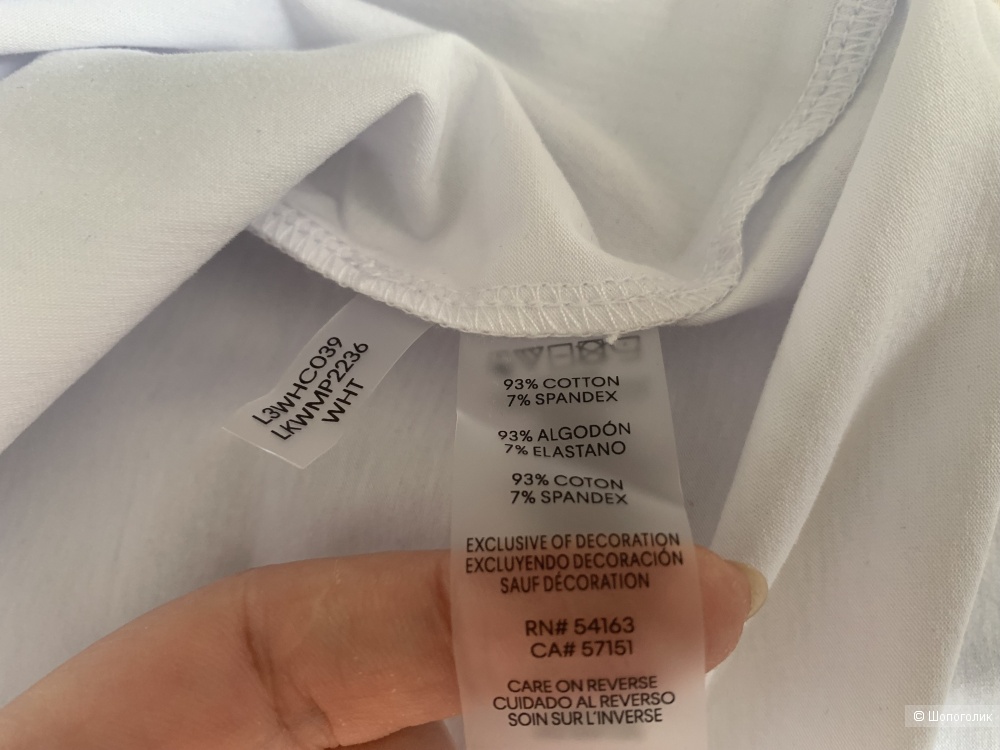 L3WHC039
LKWMP2236
WHT
93% COTTON
7% SPANDEX
93% ALGODÓN
7% ELASTANO
93% COTON
7% SPANDEX
EXCLUSIVE OF DECORATION
EXCLUYENDO DECORACIÓN
SAUF DÉCORATION
RN# 54163
CA# 57151
CARE ON REVERSE
CUIDADO AL REVERSO
SOIN SUR L'INVERSE
© Шопоголик